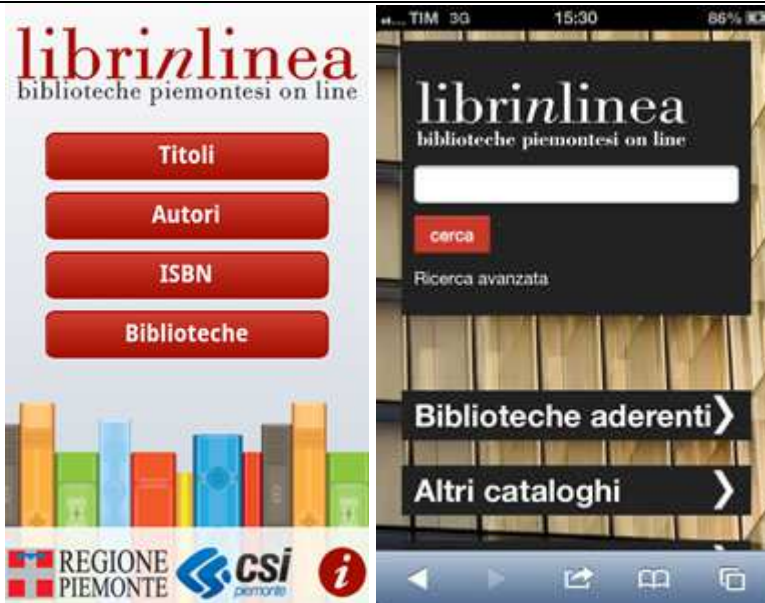 librinlinea
biblioteche piemontesi on line
Titoli
Autori
ISBN
Biblioteche
REGIONE
PIEMONTE
csi
piemonte
i
TIM 3G 15:30 86%
librinlinea
biblioteche piemontesi on line
cerca
Ricerca avanzata
Biblioteche aderenti
Altri cataloghi